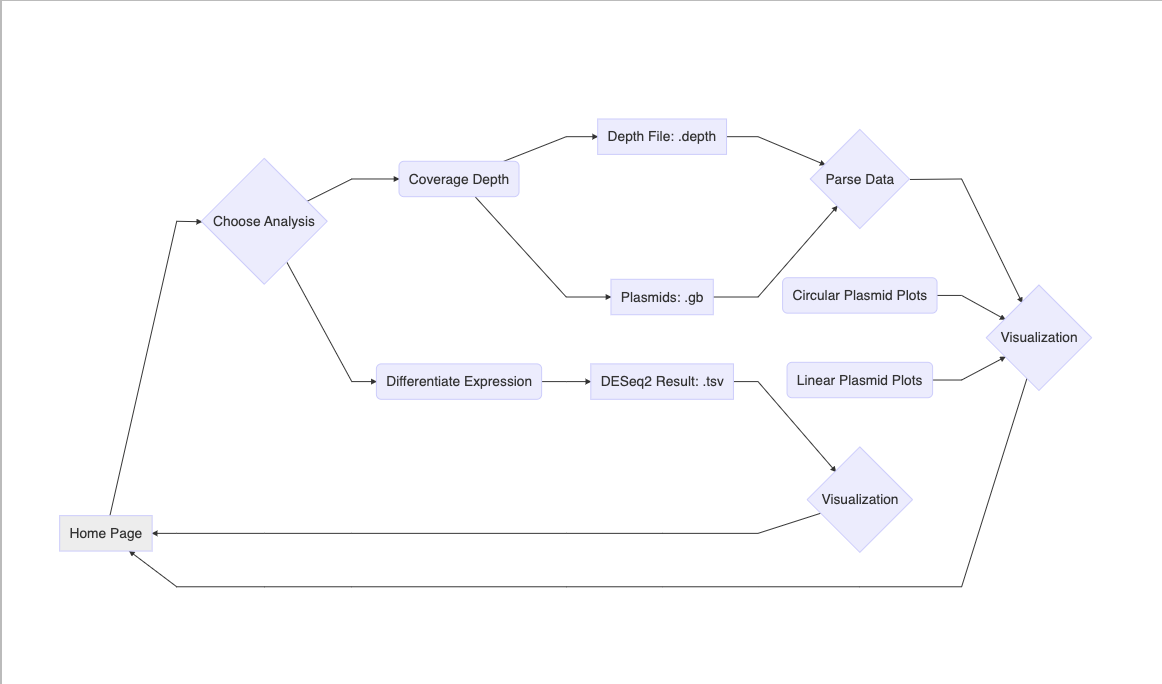 Depth File: .depth
Coverage Depth
Parse Data
Choose Analysis
Plasmids: .gb
Circular Plasmid Plots
Visualization
Differentiate Expression
DESeq2 Result: .tsv
Linear Plasmid Plots
Visualization
Home Page